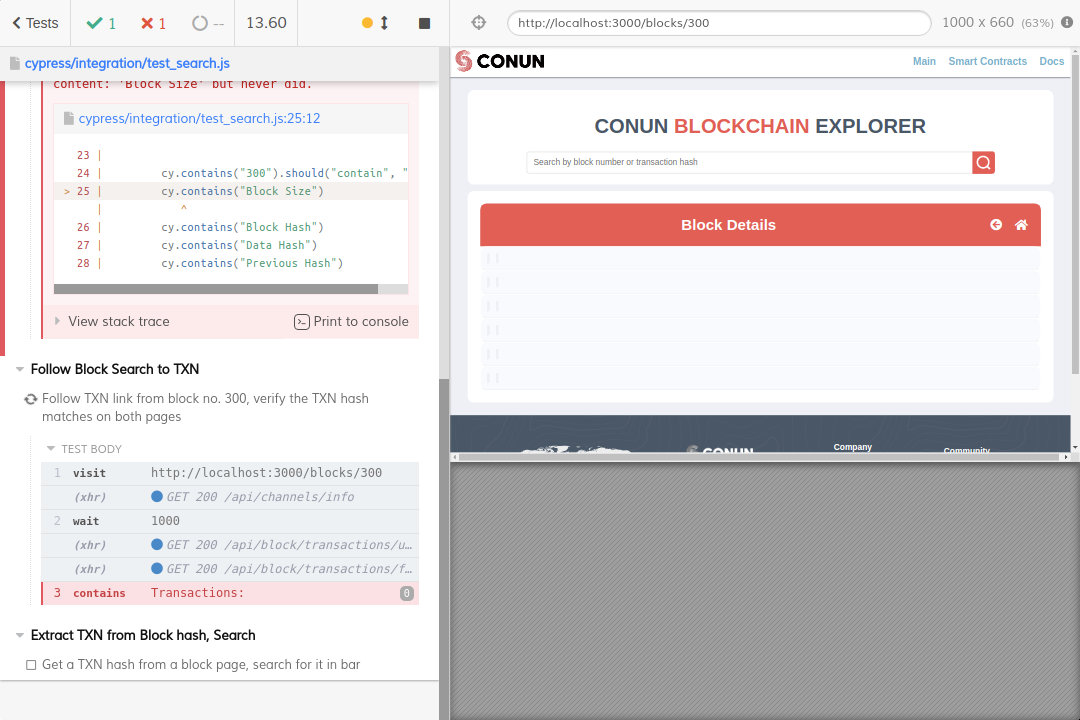 Tests
1
1
--
13.60
http://localhost:3000/blocks/300
1000 x 660 (63%)
cypress/integration/test_search.js
content: 'Block Size' but never did.
cypress/integration/test_search.js:25:12
23 |
24 | cy.contains("300").should("contain", "
> 25 | cy.contains("Block Size")
| ^
26 | cy.contains("Block Hash")
27 | cy.contains("Data Hash")
28 | cy.contains("Previous Hash")
View stack trace
Print to console
Follow Block Search to TXN
Follow TXN link from block no. 300, verify the TXN hash
matches on both pages
TEST BODY
1 visit http://localhost:3000/blocks/300
(xhr) GET 200 /api/channels/info
2 wait 1000
(xhr) GET 200 /api/block/transactions/u…
(xhr) GET 200 /api/block/transactions/f…
3 contains Transactions: 0
Extract TXN from Block hash, Search
Get a TXN hash from a block page, search for it in bar
CONUN
Main Smart Contracts Docs
CONUN BLOCKCHAIN EXPLORER
Search by block number or transaction hash
Block Details
CONUN
Company
Community